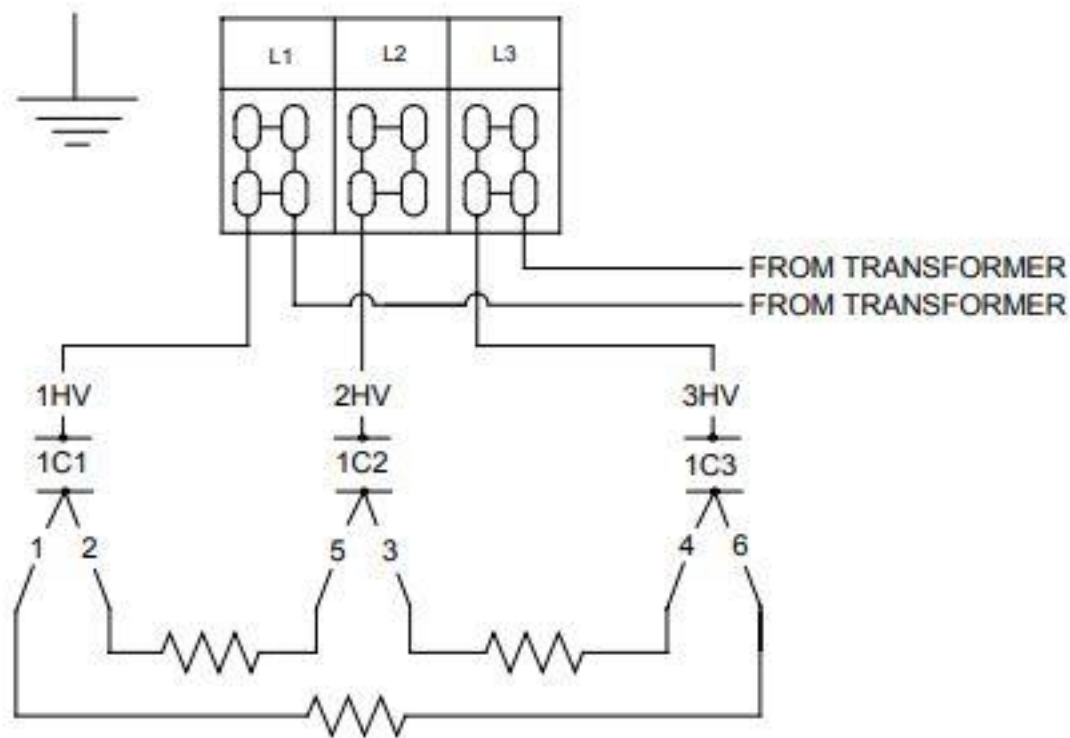 L1 L2 L3
FROM TRANSFORMER
FROM TRANSFORMER
1HV 2HV 3HV
1C1 1C2 1C3
1 2 5 3 4 6